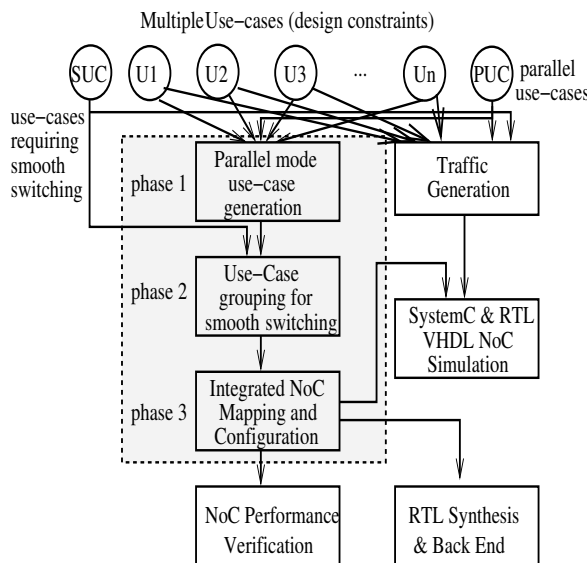 Multiple Use-cases (design constraints)
SUC
U1
U2
U3
...
Un
PUC
parallel
use-cases
use-cases
requiring
smooth
switching
phase 1
Parallel mode
use-case
generation
Traffic
Generation
phase 2
Use-Case
grouping for
smooth switching
SystemC & RTL
VHDL NoC
Simulation
phase 3
Integrated NoC
Mapping and
Configuration
NoC Performance
Verification
RTL Synthesis
& Back End